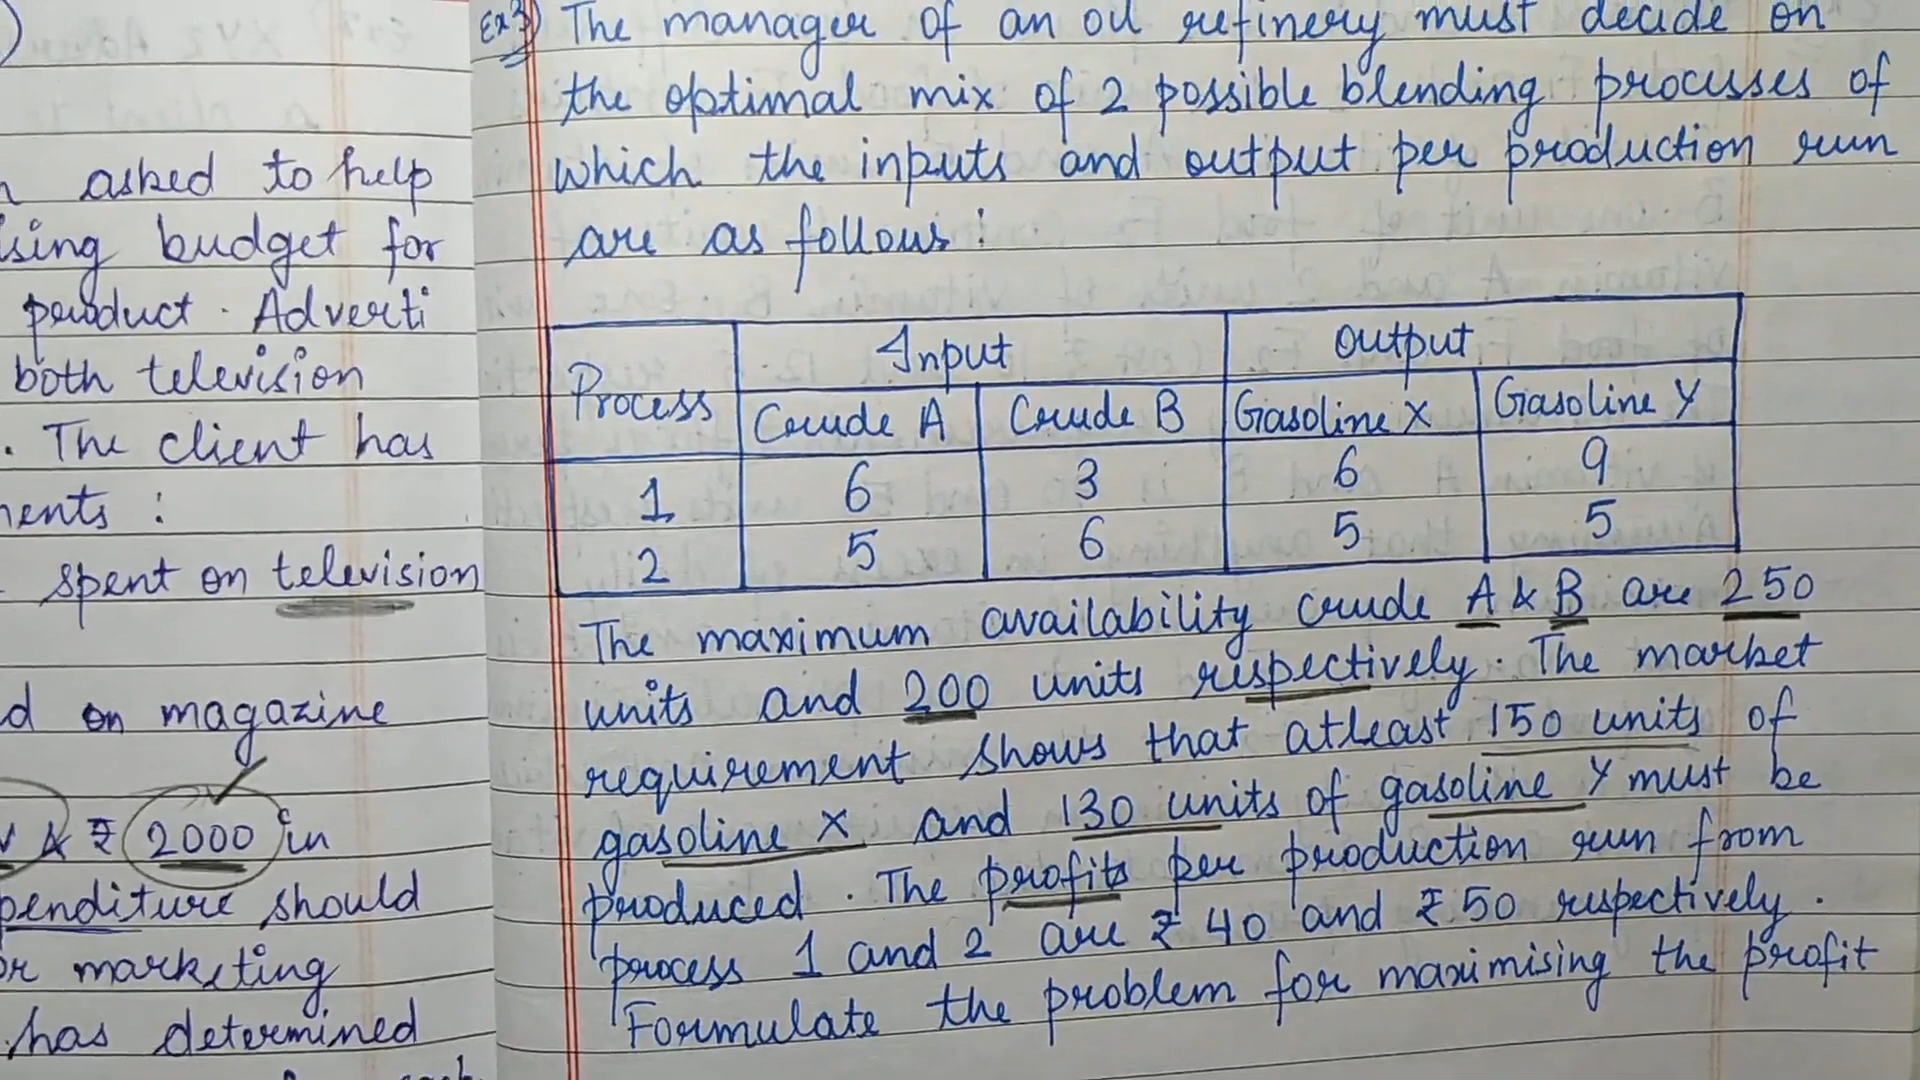 asked to help
budget for
product. Adverti
both television
. The client has
:
spent on television
on magazine
& ₹ 2000 in
should
marketing
has determined
Ex3) The manager of an oil refinery must decide on
the optimal mix of 2 possible blending processes of
which the inputs and output per production run
are as follows:
Process Input output
Crude A Crude B Gasoline X Gasoline Y
1 6 3 6 9
2 5 6 5 5
The maximum availability crude A & B are 250
units and 200 units respectively. The market
requirement shows that atleast 150 units of
gasoline X and 130 units of gasoline Y must be
produced. The profits per production run from
process 1 and 2 are ₹ 40 and ₹ 50 respectively.
Formulate the problem for maximising the profit